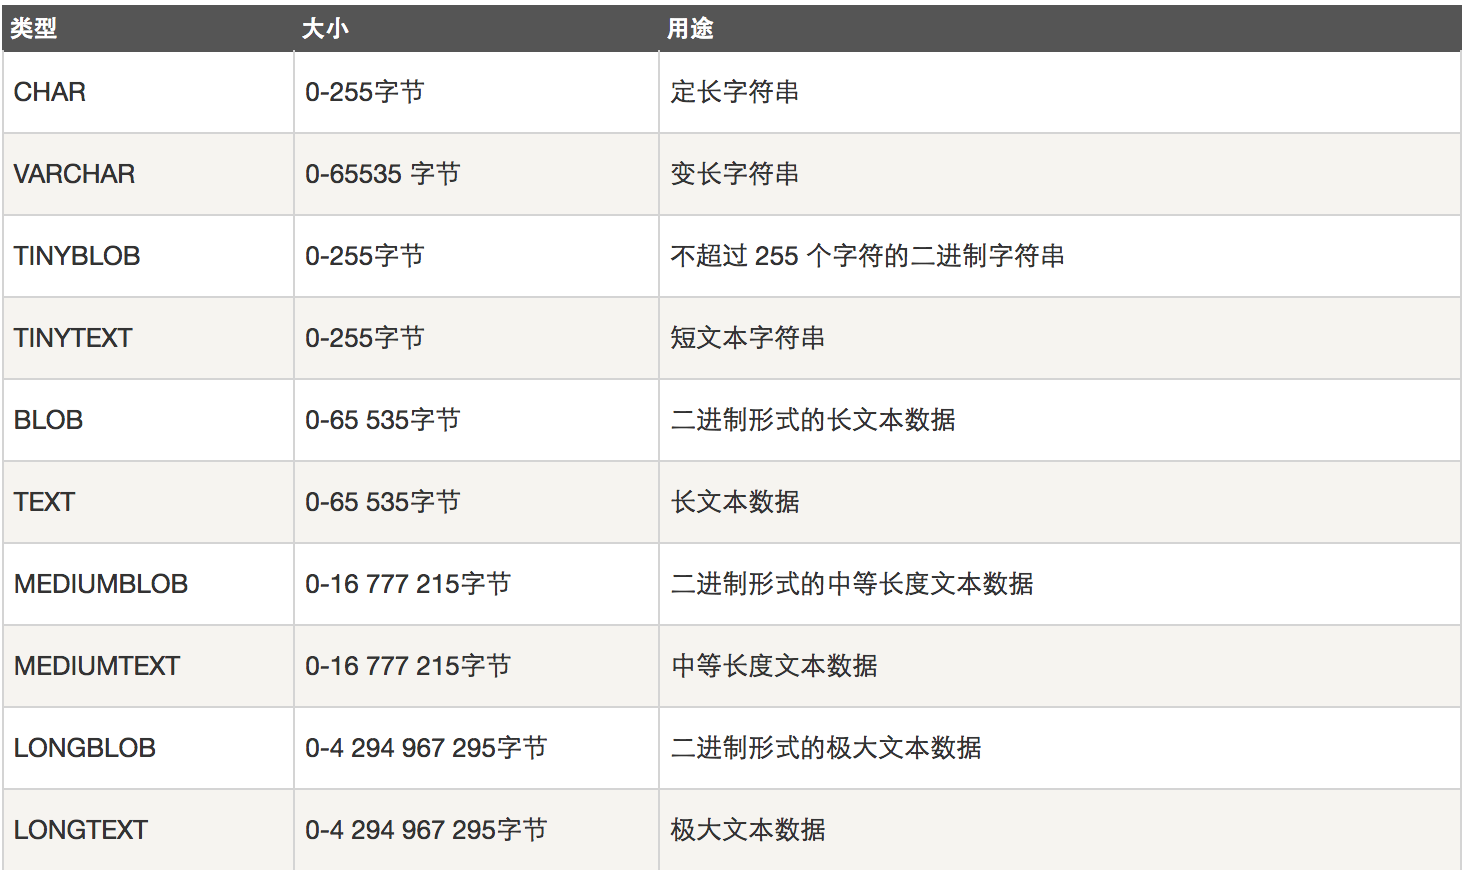 类型 大小 用途
CHAR 0-255字节 定长字符串
VARCHAR 0-65535 字节 变长字符串
TINYBLOB 0-255字节 不超过 255 个字符的二进制字符串
TINYTEXT 0-255字节 短文本字符串
BLOB 0-65 535字节 二进制形式的长文本数据
TEXT 0-65 535字节 长文本数据
MEDIUMBLOB 0-16 777 215字节 二进制形式的中等长度文本数据
MEDIUMTEXT 0-16 777 215字节 中等长度文本数据
LONGBLOB 0-4 294 967 295字节 二进制形式的极大文本数据
LONGTEXT 0-4 294 967 295字节 极大文本数据